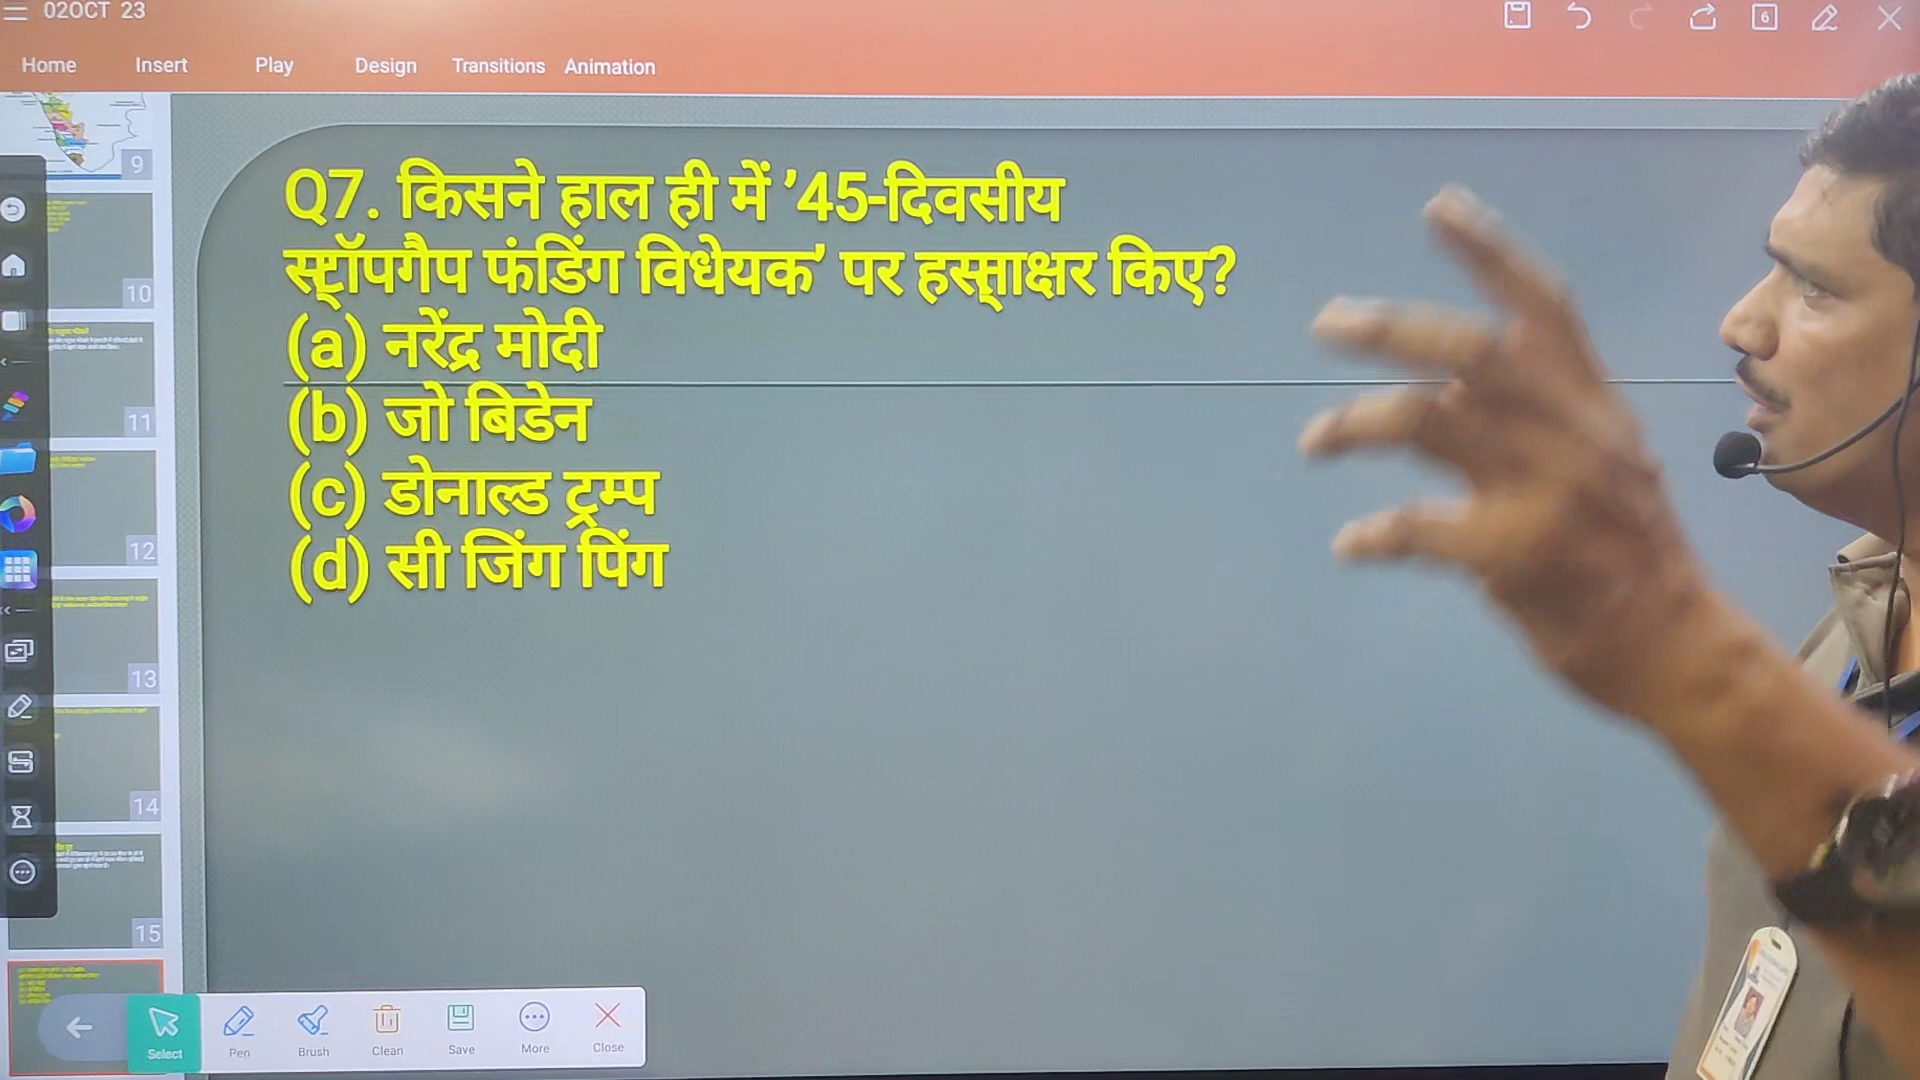 02OCT 23
6
Home Insert Play Design Transitions Animation
9
10
11
12
13
14
15
Q7. किसने हाल ही में '45-दिवसीय
स्टॉपगैप फंडिंग विधेयक' पर हस्ताक्षर किए?
(a) नरेंद्र मोदी
(b) जो बिडेन
(c) डोनाल्ड ट्रम्प
(d) सी जिंग पिंग
Select Pen Brush Clean Save More Close